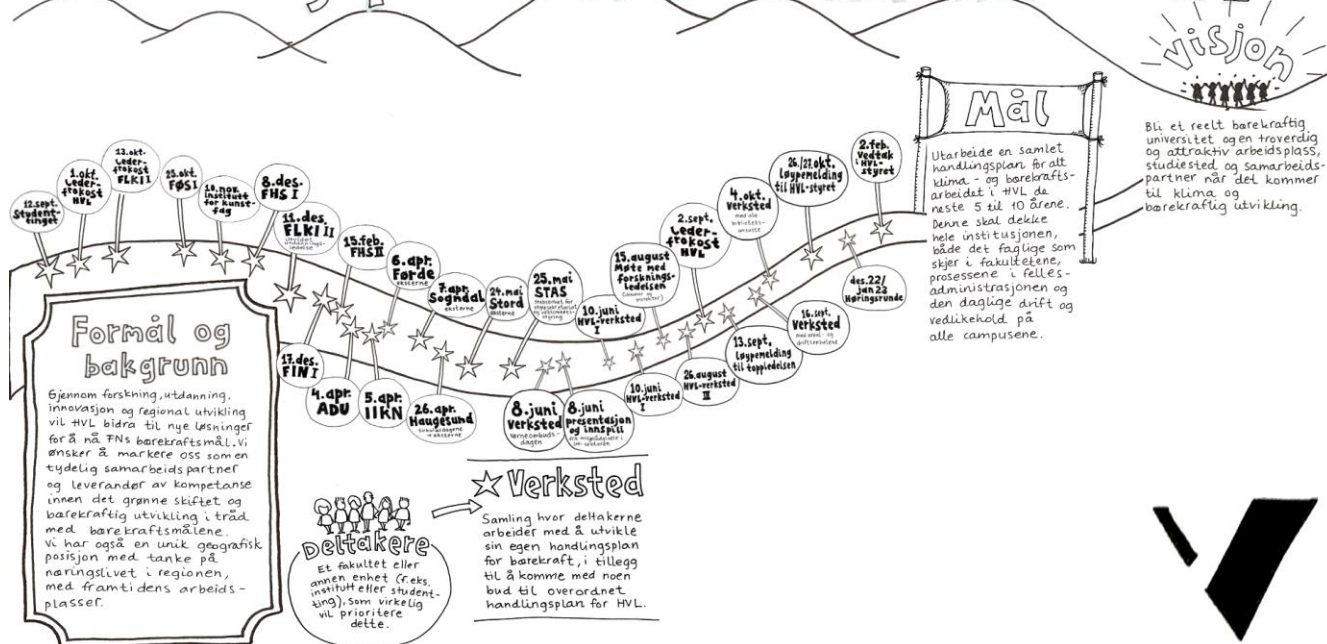 12.sept.
Student-
tinget
1.okt.
Leder-
frokost
HVL
13.okt.
Leder-
frokost
FLKI I
25.okt.
FØS I
10.nov.
institutt
for kunst-
fag
8.des.
FHS I
11.des.
FLKI II
ledelse
17.des.
FIN I
15.feb.
FHS II
4.apr.
ADU
5.apr.
IIKN
6.apr.
Førde
eksterne
7.apr.
Sogndal
eksterne
26.apr.
Haugesund
+ eksterne
24.mai
Stord
eksterne
25.mai
STAS
8.juni
Verksted
Verneombuds-
dagen
8.juni
presentasjon
og innspill
10.juni
HVL-verksted
I
10.juni
HVL-verksted
I
15.august
Møte med
forsknings-
ledelsen
26.august
HVL-verksted
II
2.sept.
Leder-
frokost
HVL
13.sept.
Løypemelding
til toppledelsen
16.sept.
Verksted
4.okt.
Verksted
med alle
biblioteks-
ansatte
26./27.okt.
Løypemelding
til HVL-styret
des.22/
jan 23
Høringsrunde
2.feb.
Vedtak
i HVL-
styret
Mål
Utarbeide en samlet
handlingsplan for alt
klima- og bærekrafts-
arbeidet i HVL de
neste 5 til 10 årene.
Denne skal dekke
hele institusjonen,
både det faglige som
skjer i fakultetene,
prosessene i felles-
administrasjonen og
den daglige drift og
vedlikehold på
alle campusene.
Visjon
Bli et reelt bærekraftig
universitet og en troverdig
og attraktiv arbeidsplass,
studiested og samarbeids-
partner når det kommer
til klima og
bærekraftig utvikling.
Formål og
bakgrunn
Gjennom forskning, utdanning,
innovasjon og regional utvikling
vil HVL bidra til nye løsninger
for å nå FNs bærekraftsmål. Vi
ønsker å markere oss som en
tydelig samarbeidspartner
og leverandør av kompetanse
innen det grønne skiftet og
bærekraftig utvikling i tråd
med bærekraftsmålene.
Vi har også en unik geografisk
posisjon med tanke på
næringslivet i regionen,
med framtidens arbeids-
plasser.
Deltakere
Et fakultet eller
annen enhet (f.eks.
institutt eller student-
ting), som virkelig
vil prioritere
dette.
Verksted
Samling hvor deltakerne
arbeider med å utvikle
sin egen handlingsplan
for bærekraft, i tillegg
til å komme med noen
bud til overordnet
handlingsplan for HVL.